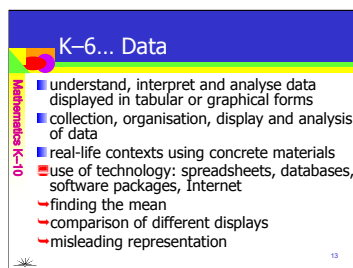 K–6... Data
Mathematics K–10
understand, interpret and analyse data
displayed in tabular or graphical forms
collection, organisation, display and analysis
of data
real-life contexts using concrete materials
use of technology: spreadsheets, databases,
software packages, Internet
finding the mean
comparison of different displays
misleading representation
13